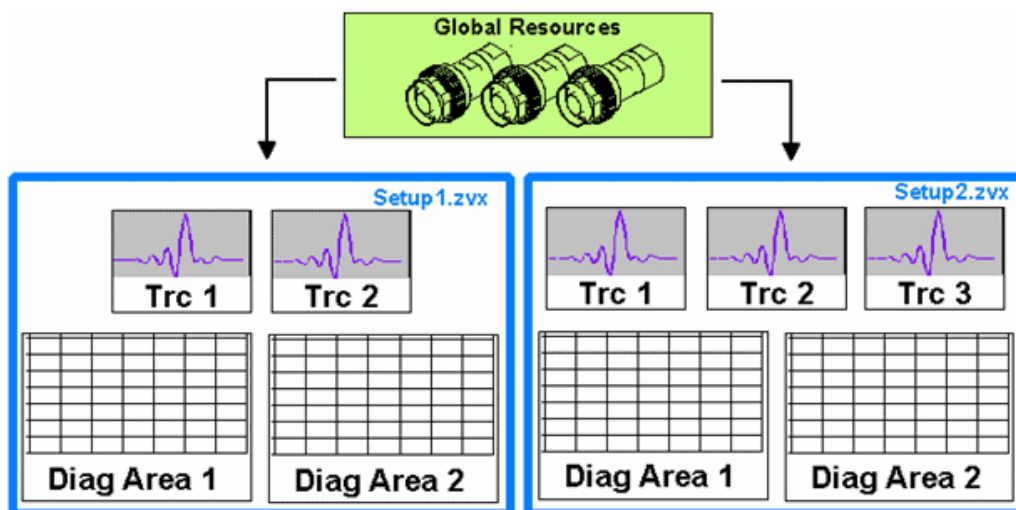 Global Resources
Setup1.zvx
Setup2.zvx
Trc 1
Trc 2
Trc 1
Trc 2
Trc 3
Diag Area 1
Diag Area 2
Diag Area 1
Diag Area 2